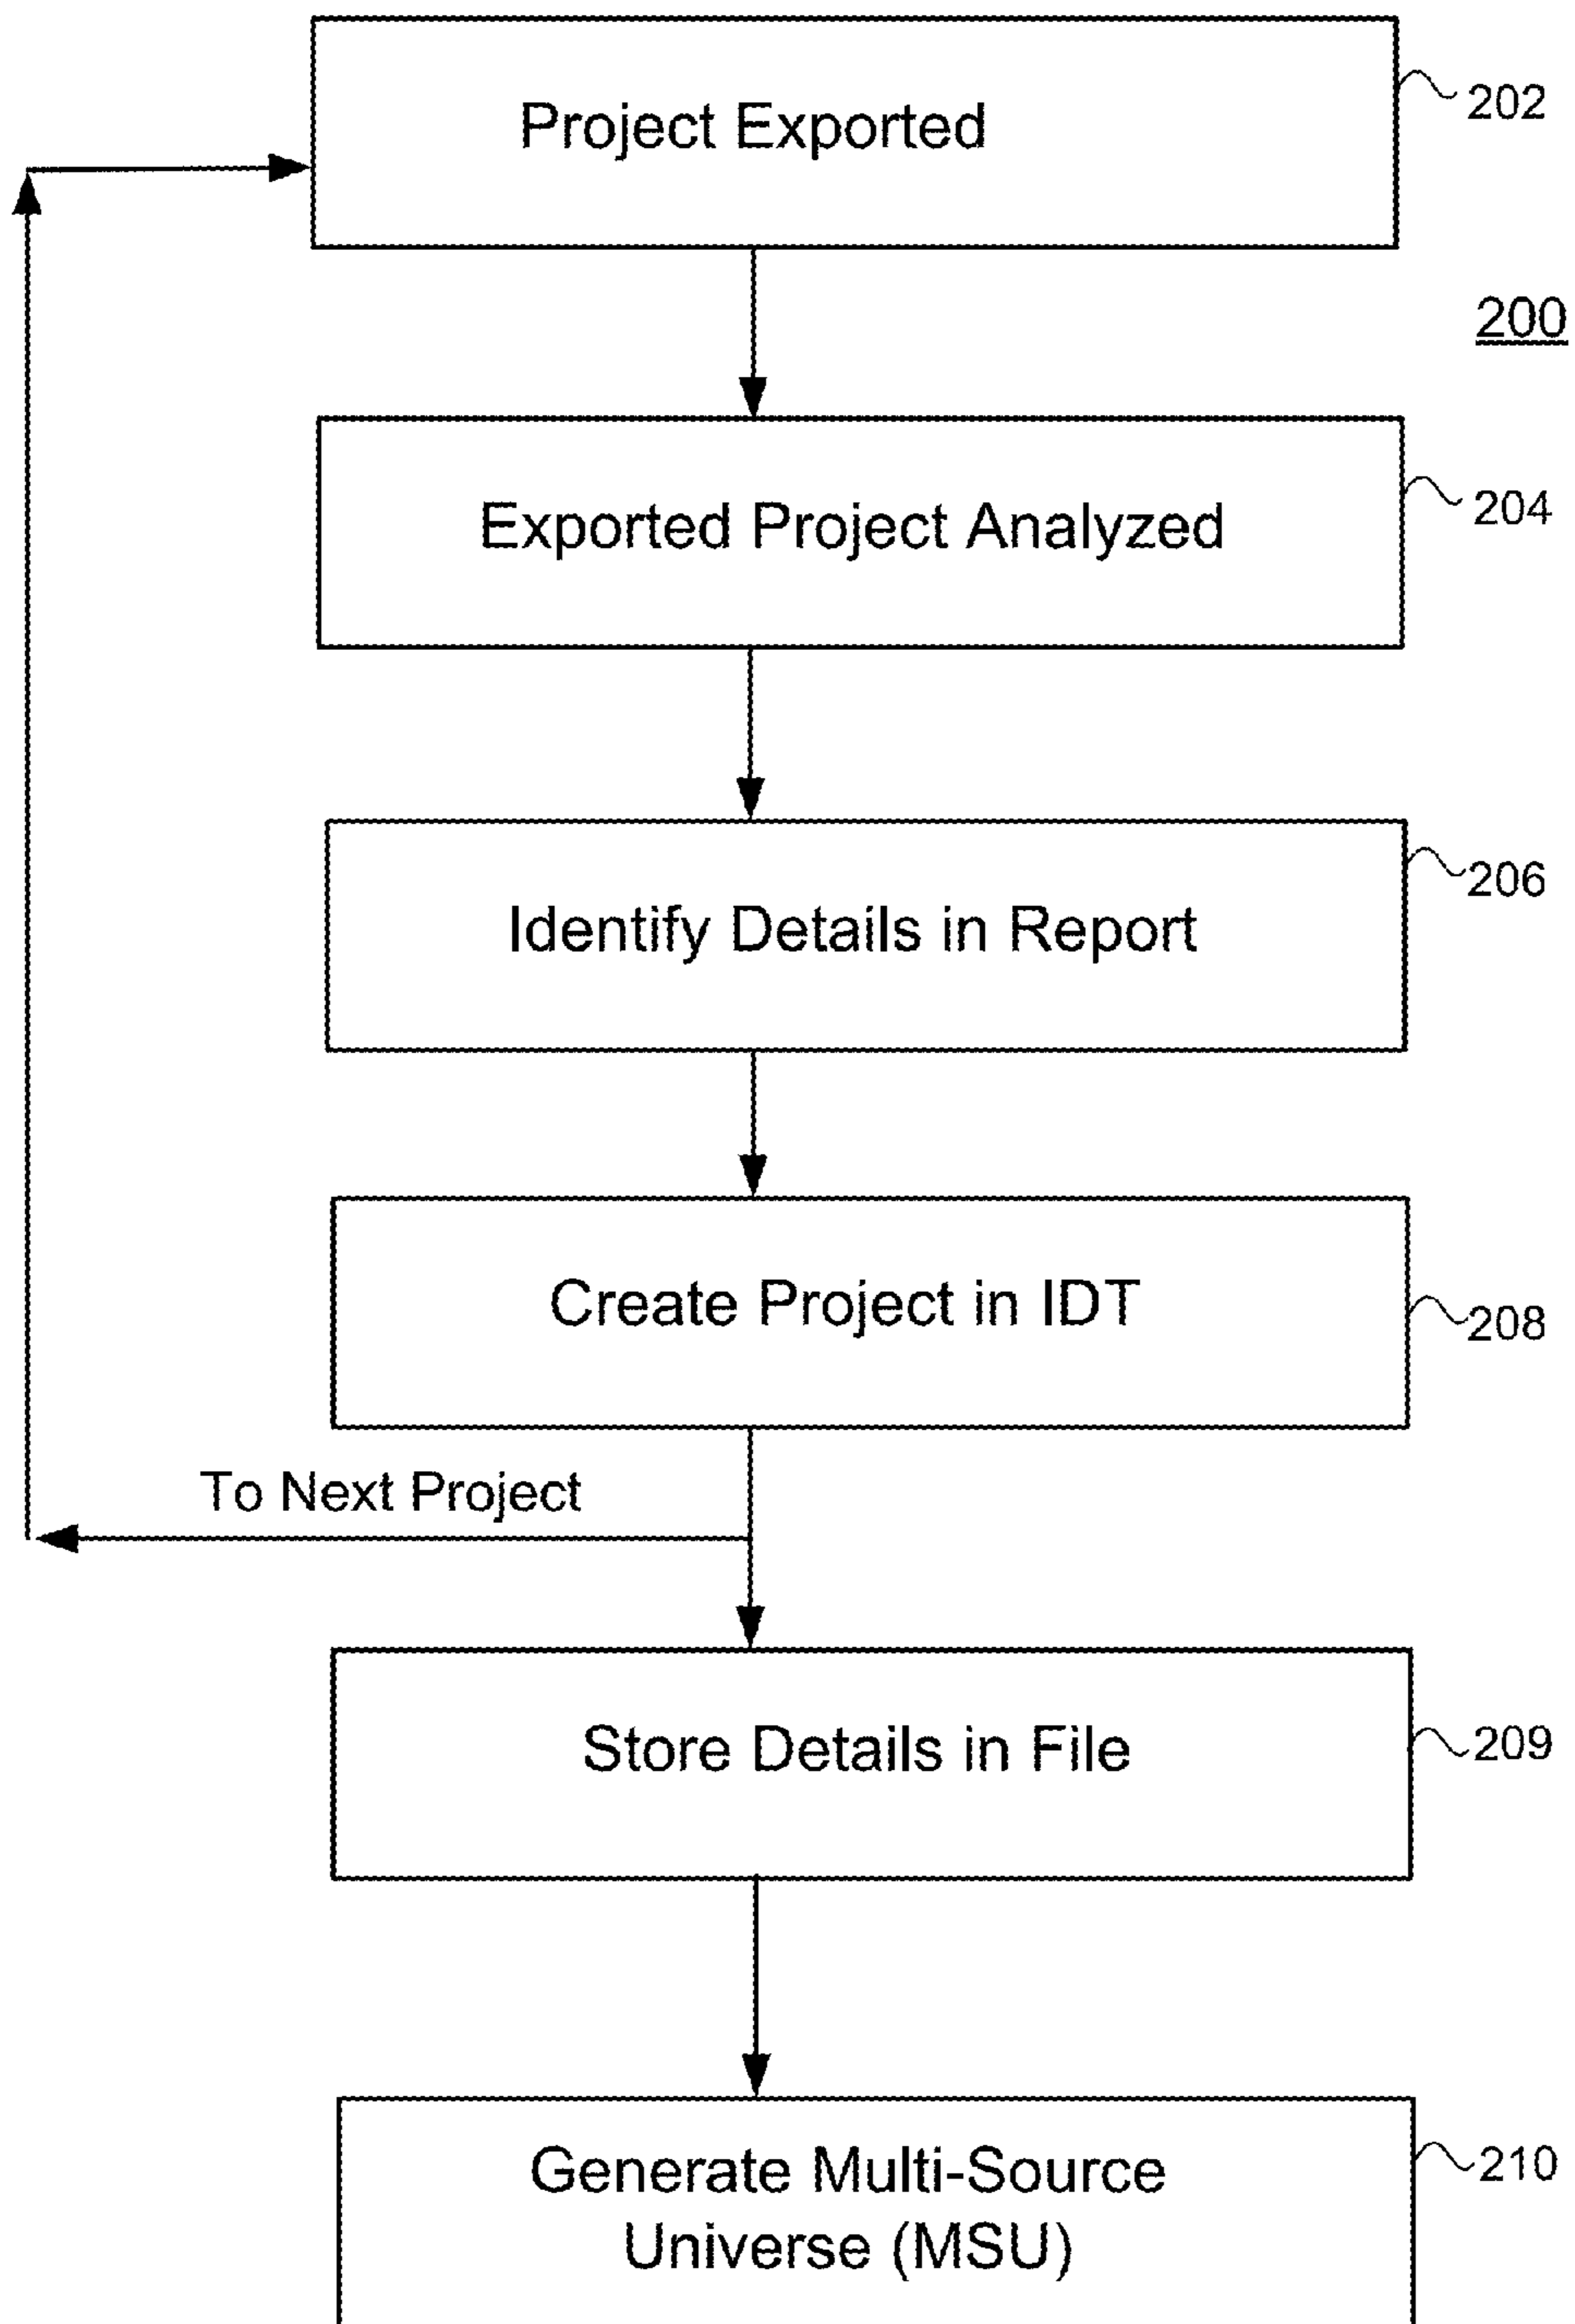 Project Exported
202
200
Exported Project Analyzed
204
Identify Details in Report
206
Create Project in IDT
208
To Next Project
Store Details in File
209
Generate Multi-Source
Universe (MSU)
210